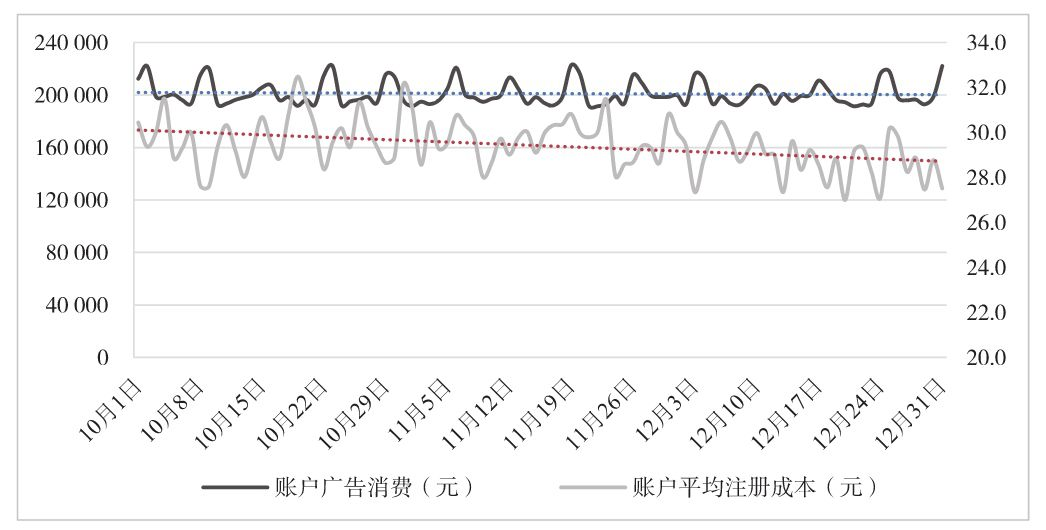 240 000
200 000
160 000
120 000
80 000
40 000
0
34.0
32.0
30.0
28.0
26.0
24.0
22.0
20.0
10月1日
10月8日
10月15日
10月22日
10月29日
11月5日
11月12日
11月19日
11月26日
12月3日
12月10日
12月17日
12月24日
12月31日
账户广告消费（元）
账户平均注册成本（元）